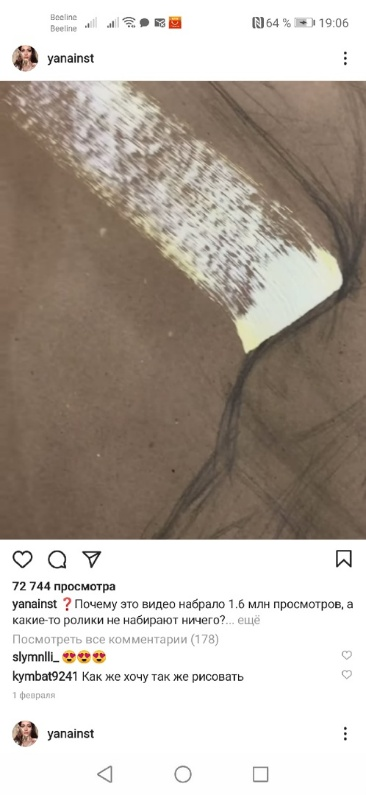 Beeline
Beeline
64 %
19:06
yanainst
72 744 просмотра
yanainst ❓Почему это видео набрало 1.6 млн просмотров, а
какие-то ролики не набирают ничего?... ещё
Посмотреть все комментарии (178)
slymnlli_ 😍😍😍
kymbat9241 Как же хочу так же рисовать
1 февраля
yanainst